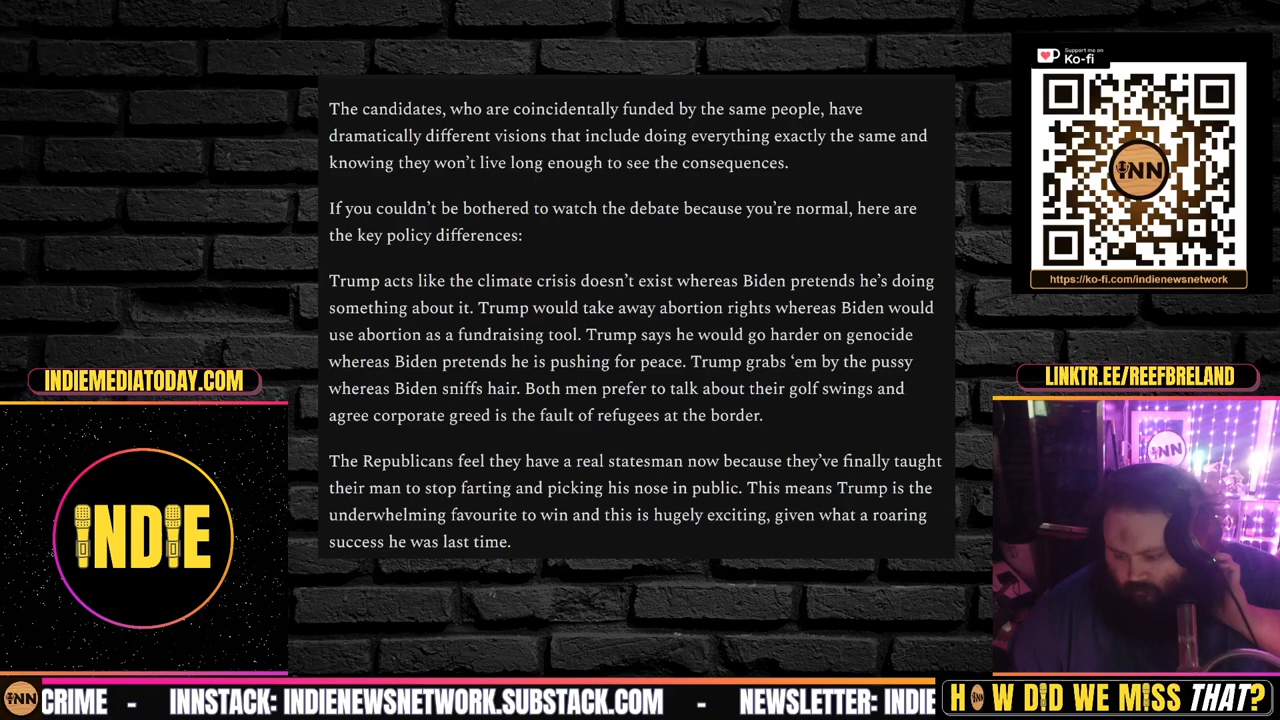 The candidates, who are coincidentally funded by the same people, have
dramatically different visions that include doing everything exactly the same and
knowing they won’t live long enough to see the consequences.
If you couldn’t be bothered to watch the debate because you’re normal, here are
the key policy differences:
Trump acts like the climate crisis doesn’t exist whereas Biden pretends he’s doing
something about it. Trump would take away abortion rights whereas Biden would
use abortion as a fundraising tool. Trump says he would go harder on genocide
whereas Biden pretends he is pushing for peace. Trump grabs ‘em by the pussy
whereas Biden sniffs hair. Both men prefer to talk about their golf swings and
agree corporate greed is the fault of refugees at the border.
The Republicans feel they have a real statesman now because they’ve finally taught
their man to stop farting and picking his nose in public. This means Trump is the
underwhelming favourite to win and this is hugely exciting, given what a roaring
success he was last time.
Support me on
Ko-fi
INN
https://ko-fi.com/indienewsnetwork
INDIEMEDIATODAY.COM
LINKTR.EE/REEFBRELAND
INDIE
INN
INN
CRIME - INNSTACK: INDIENEWSNETWORK.SUBSTACK.COM - NEWSLETTER: INDIE
HOW DID WE MISS THAT?